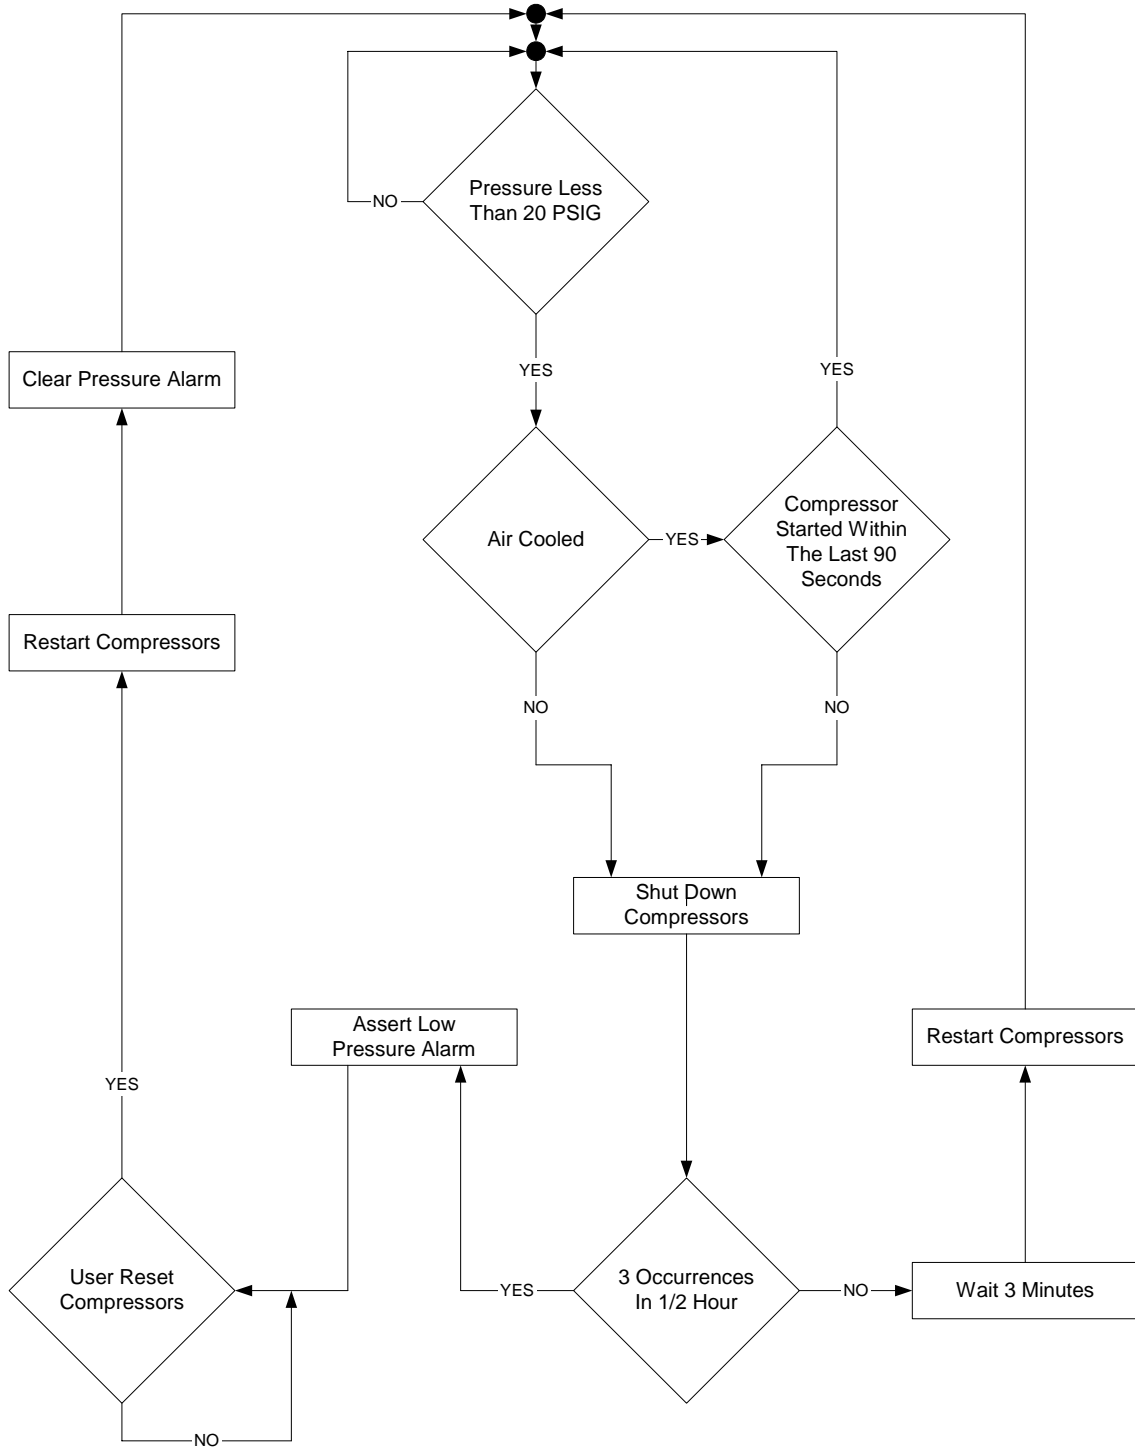 NO
Pressure Less
Than 20 PSIG
YES
YES
Clear Pressure Alarm
Air Cooled
YES
Compressor
Started Within
The Last 90
Seconds
Restart Compressors
NO
NO
Shut Down
Compressors
Assert Low
Pressure Alarm
Restart Compressors
YES
User Reset
Compressors
YES
3 Occurrences
In 1/2 Hour
NO
Wait 3 Minutes
NO